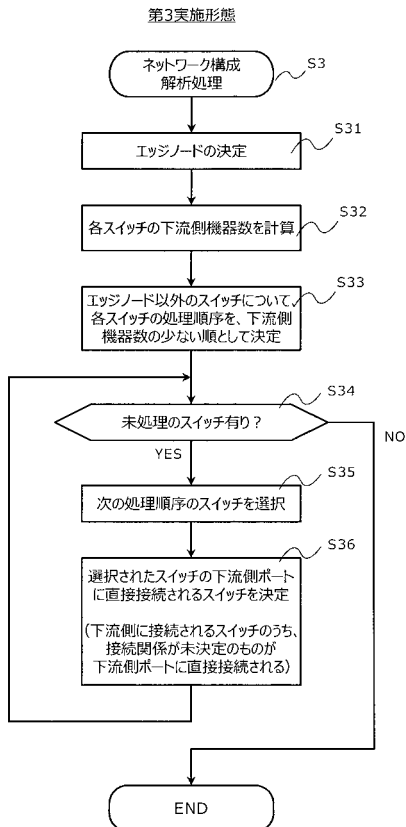 第3実施形態
ネットワーク構成
解析処理
S3
S31
エッジノードの決定
S32
各スイッチの下流側機器数を計算
S33
エッジノード以外のスイッチについて、
各スイッチの処理順序を、下流側
機器数の少ない順として決定
S34
未処理のスイッチ有り？
NO
YES
S35
次の処理順序のスイッチを選択
S36
選択されたスイッチの下流側ポート
に直接接続されるスイッチを決定
（下流側に接続されるスイッチのうち、
接続関係が未決定のものが
下流側ポートに直接接続される）
END